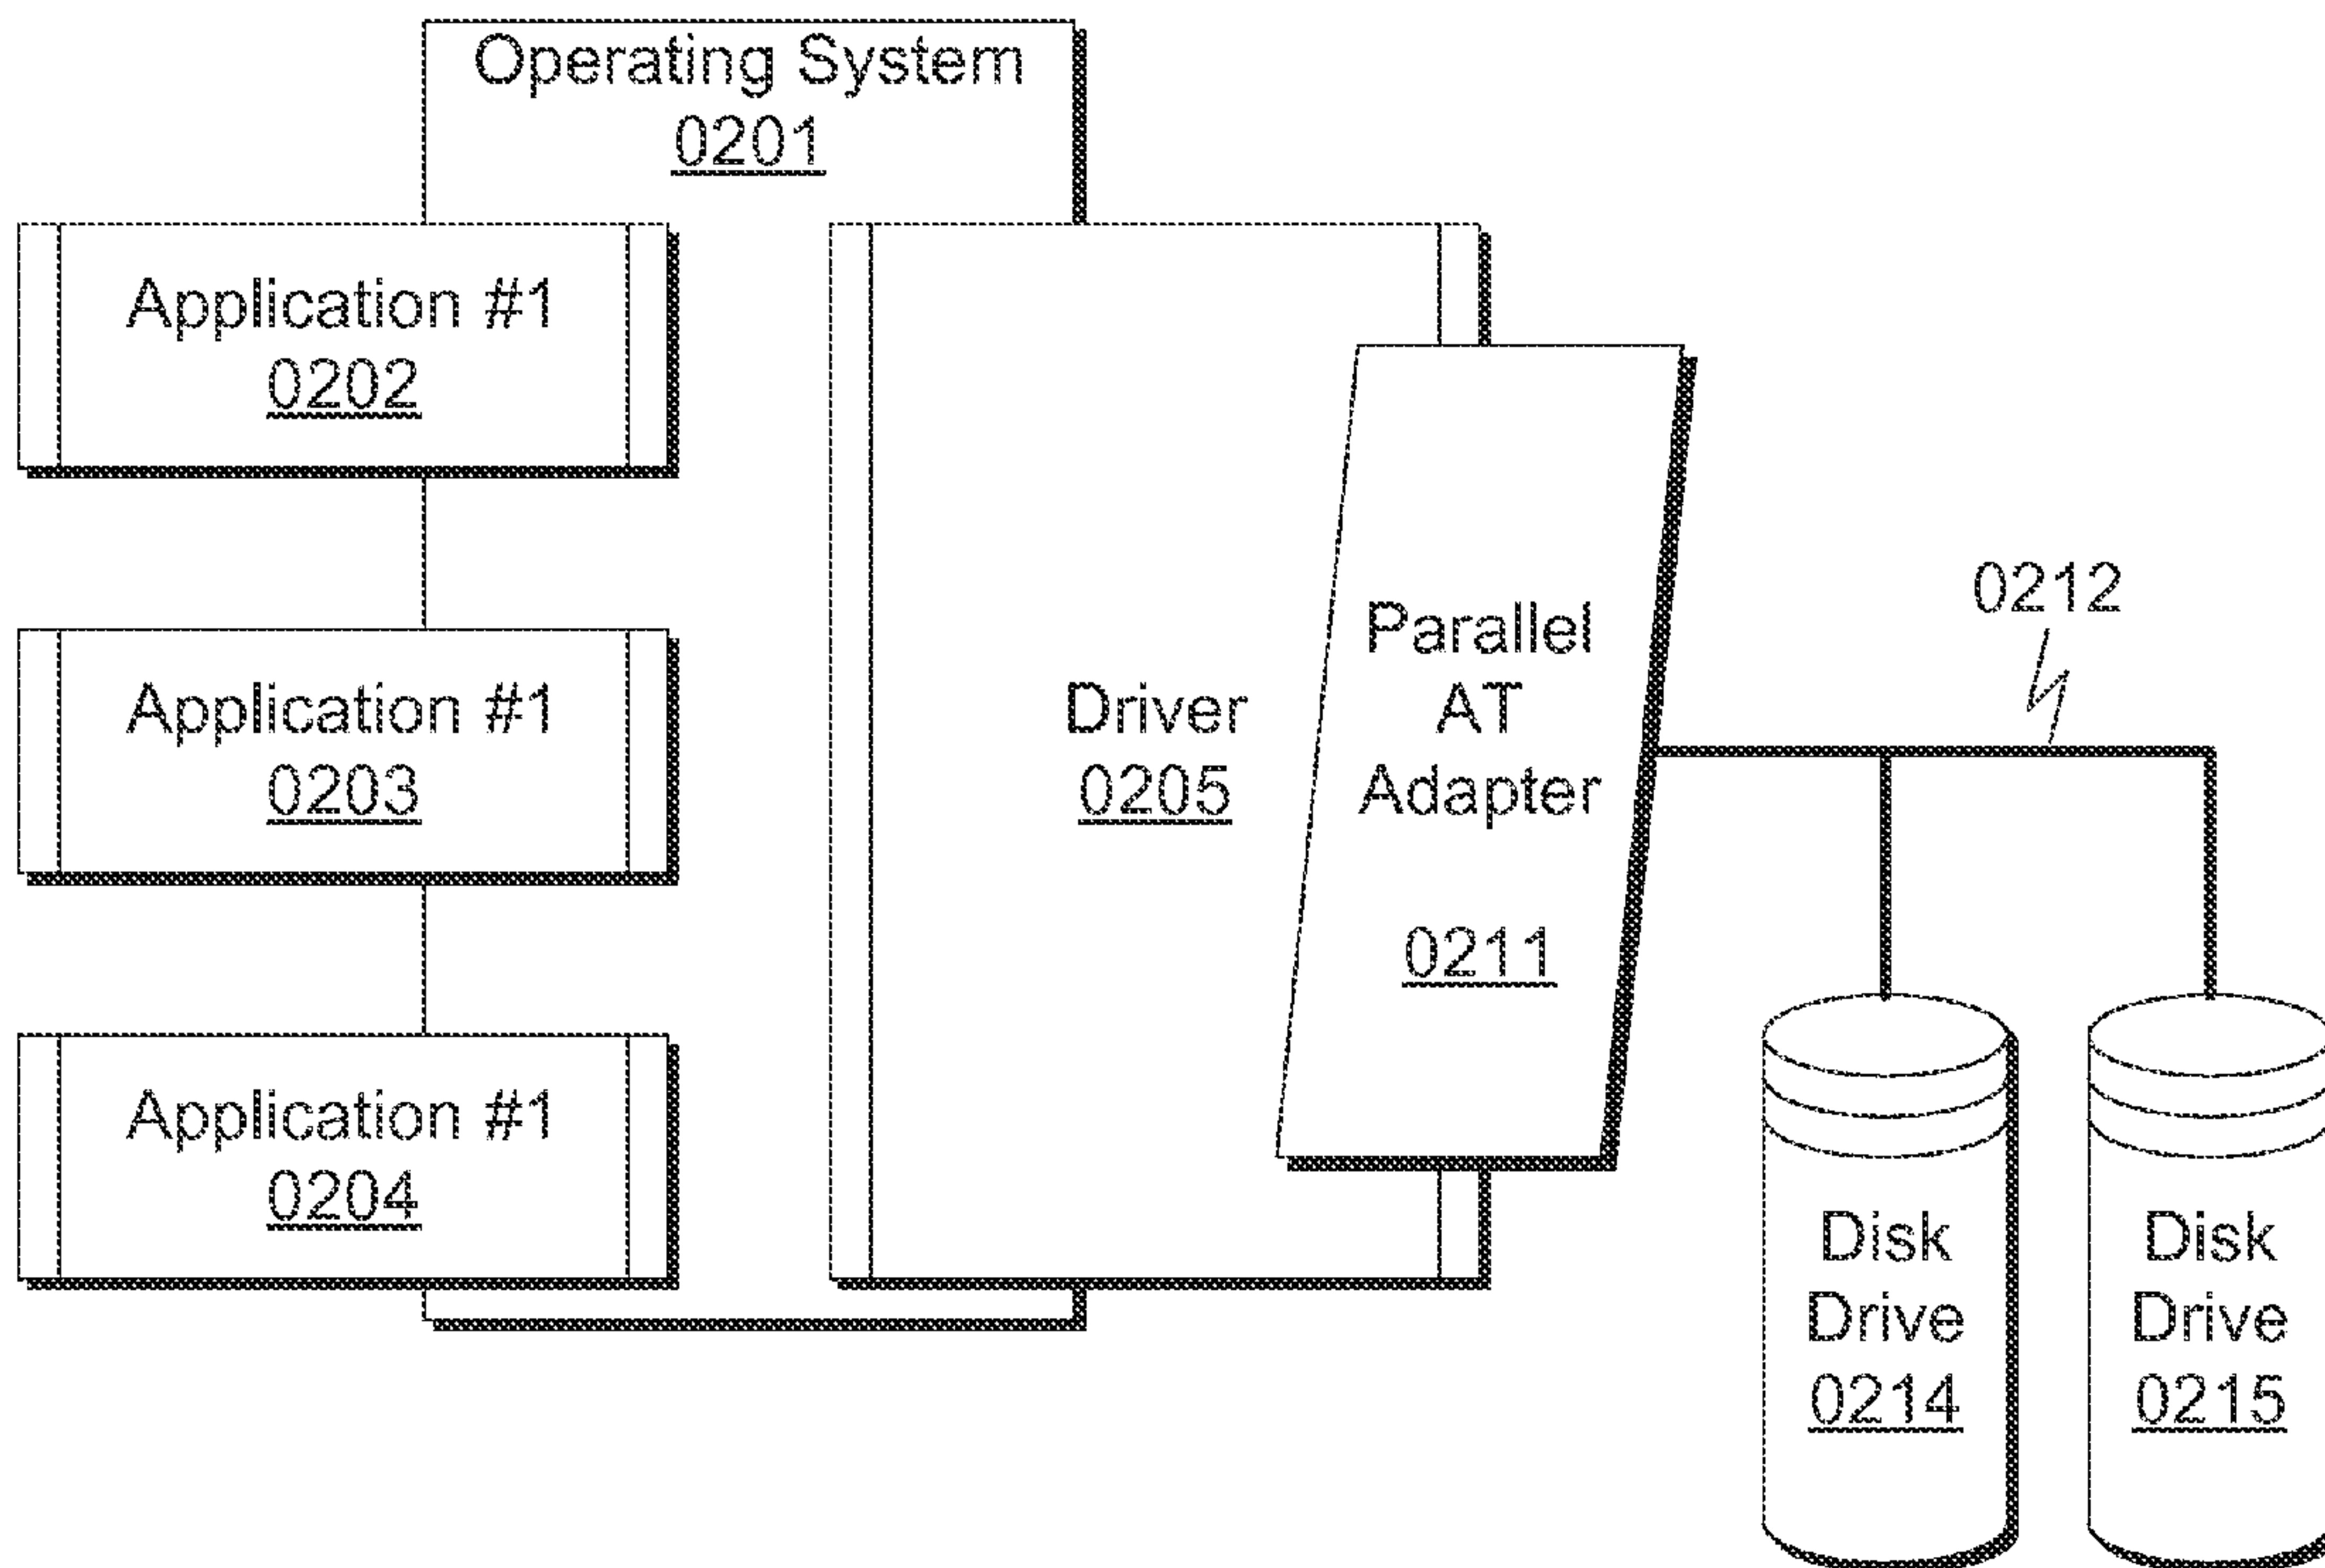 Operating System
0201
Application #1
0202
Application #1
0203
Application #1
0204
Driver
0205
Parallel
AT
Adapter
0211
0212
Disk
Drive
0214
Disk
Drive
0215